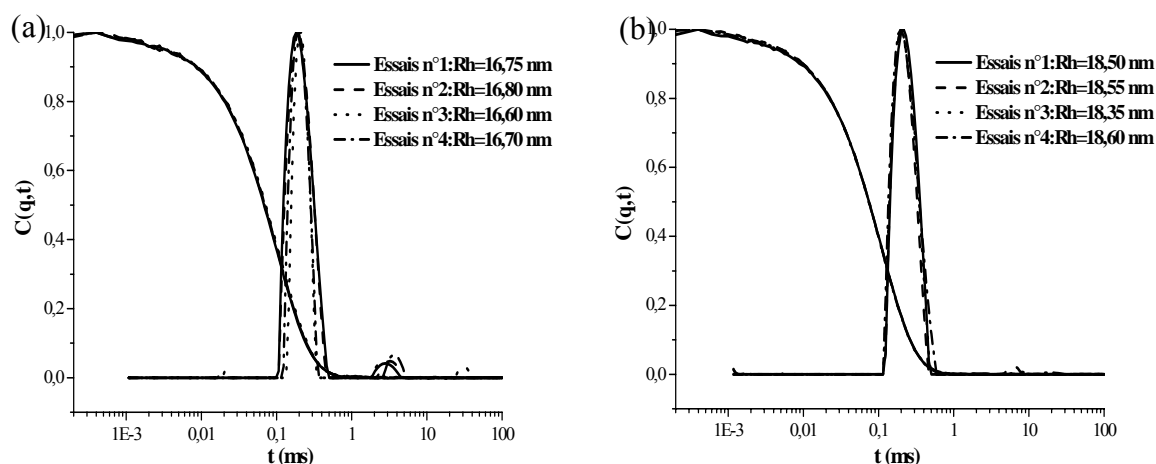 (a)
1,0
0,8
0,6
0,4
0,2
0,0
C(q,t)
1E-3
0,01
0,1
1
10
100
t (ms)
Essais n°1:Rh=16,75 nm
Essais n°2:Rh=16,80 nm
Essais n°3:Rh=16,60 nm
Essais n°4:Rh=16,70 nm
(b)
1,0
0,8
0,6
0,4
0,2
0,0
C(q,t)
1E-3
0,01
0,1
1
10
100
t (ms)
Essais n°1:Rh=18,50 nm
Essais n°2:Rh=18,55 nm
Essais n°3:Rh=18,35 nm
Essais n°4:Rh=18,60 nm